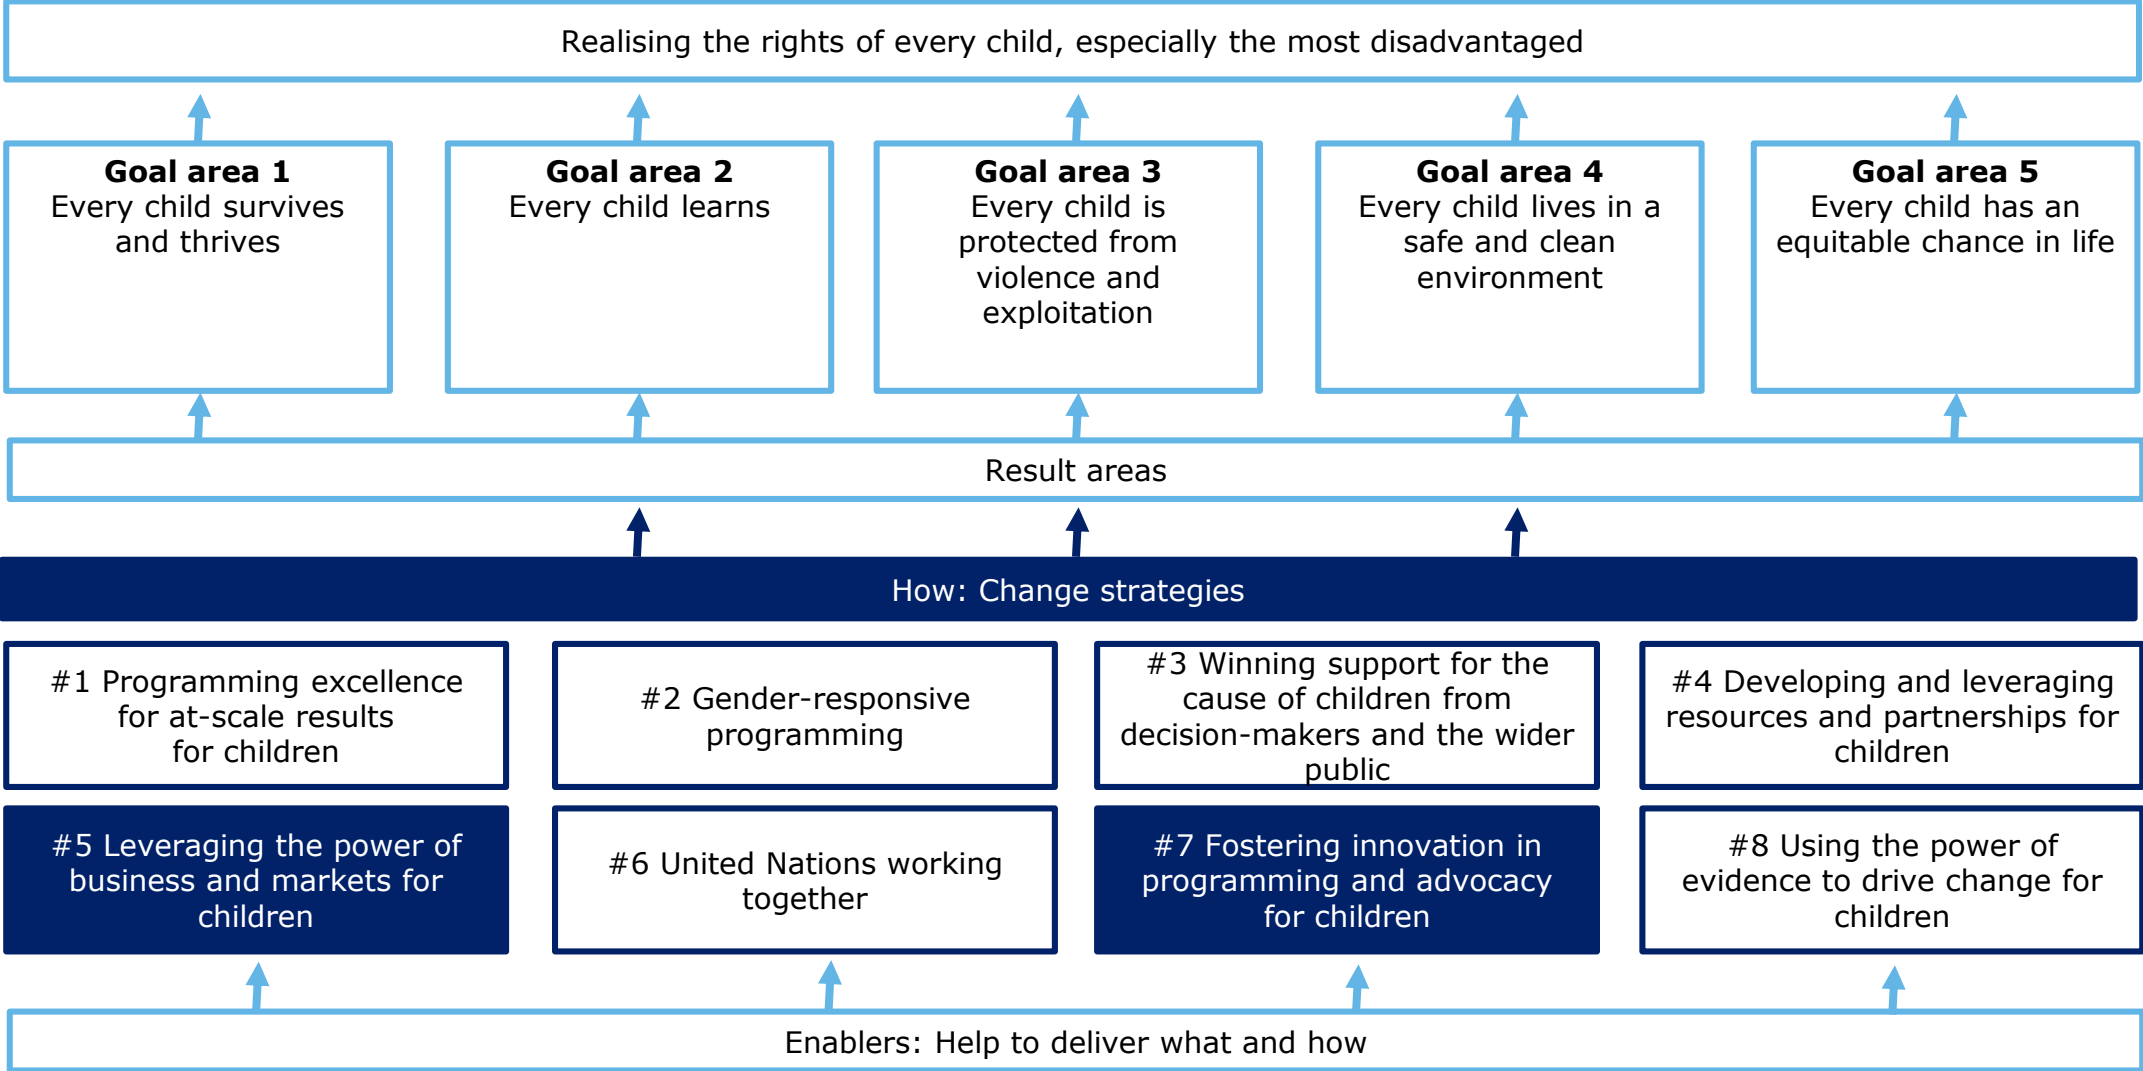 Realising the rights of every child, especially the most disadvantaged
Goal area 1
Every child survives
and thrives
Goal area 2
Every child learns
Goal area 3
Every child is
protected from
violence and
exploitation
Goal area 4
Every child lives in a
safe and clean
environment
Goal area 5
Every child has an
equitable chance in life
Result areas
How: Change strategies
#1 Programming excellence
for at-scale results
for children
#2 Gender-responsive
programming
#3 Winning support for the
cause of children from
decision-makers and the wider
public
#4 Developing and leveraging
resources and partnerships for
children
#5 Leveraging the power of
business and markets for
children
#6 United Nations working
together
#7 Fostering innovation in
programming and advocacy
for children
#8 Using the power of
evidence to drive change for
children
Enablers: Help to deliver what and how